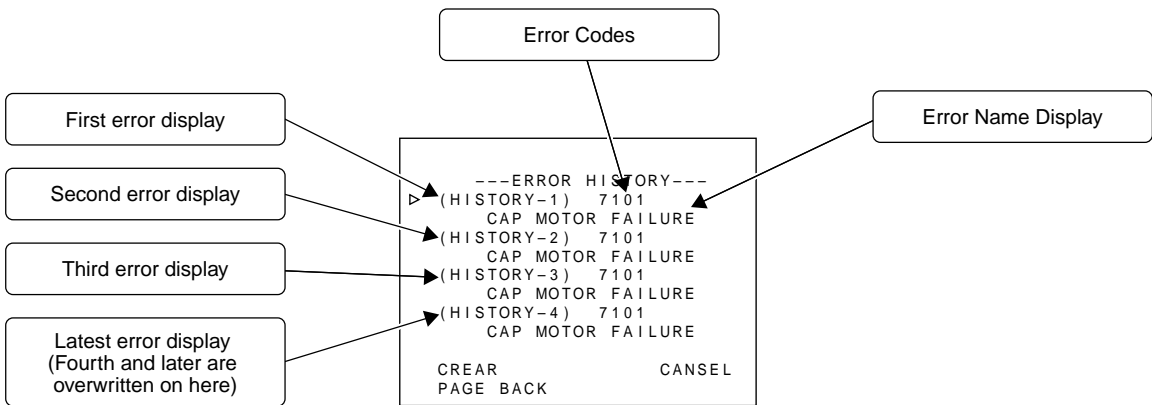 Error Codes
First error display
Error Name Display
Second error display
Third error display
Latest error display
(Fourth and later are
overwritten on here)
---ERROR HISTORY---
▷ (HISTORY-1) 7101
CAP MOTOR FAILURE
(HISTORY-2) 7101
CAP MOTOR FAILURE
(HISTORY-3) 7101
CAP MOTOR FAILURE
(HISTORY-4) 7101
CAP MOTOR FAILURE
CREAR CANSEL
PAGE BACK